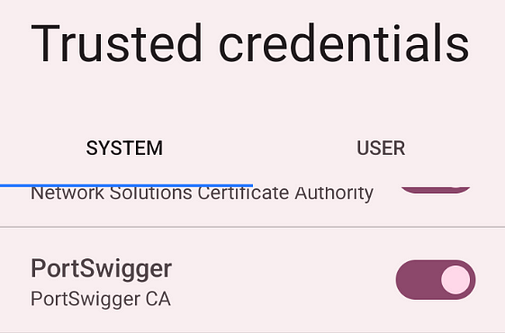 Trusted credentials
SYSTEM USER
Network Solutions Certificate Authority
PortSwigger
PortSwigger CA